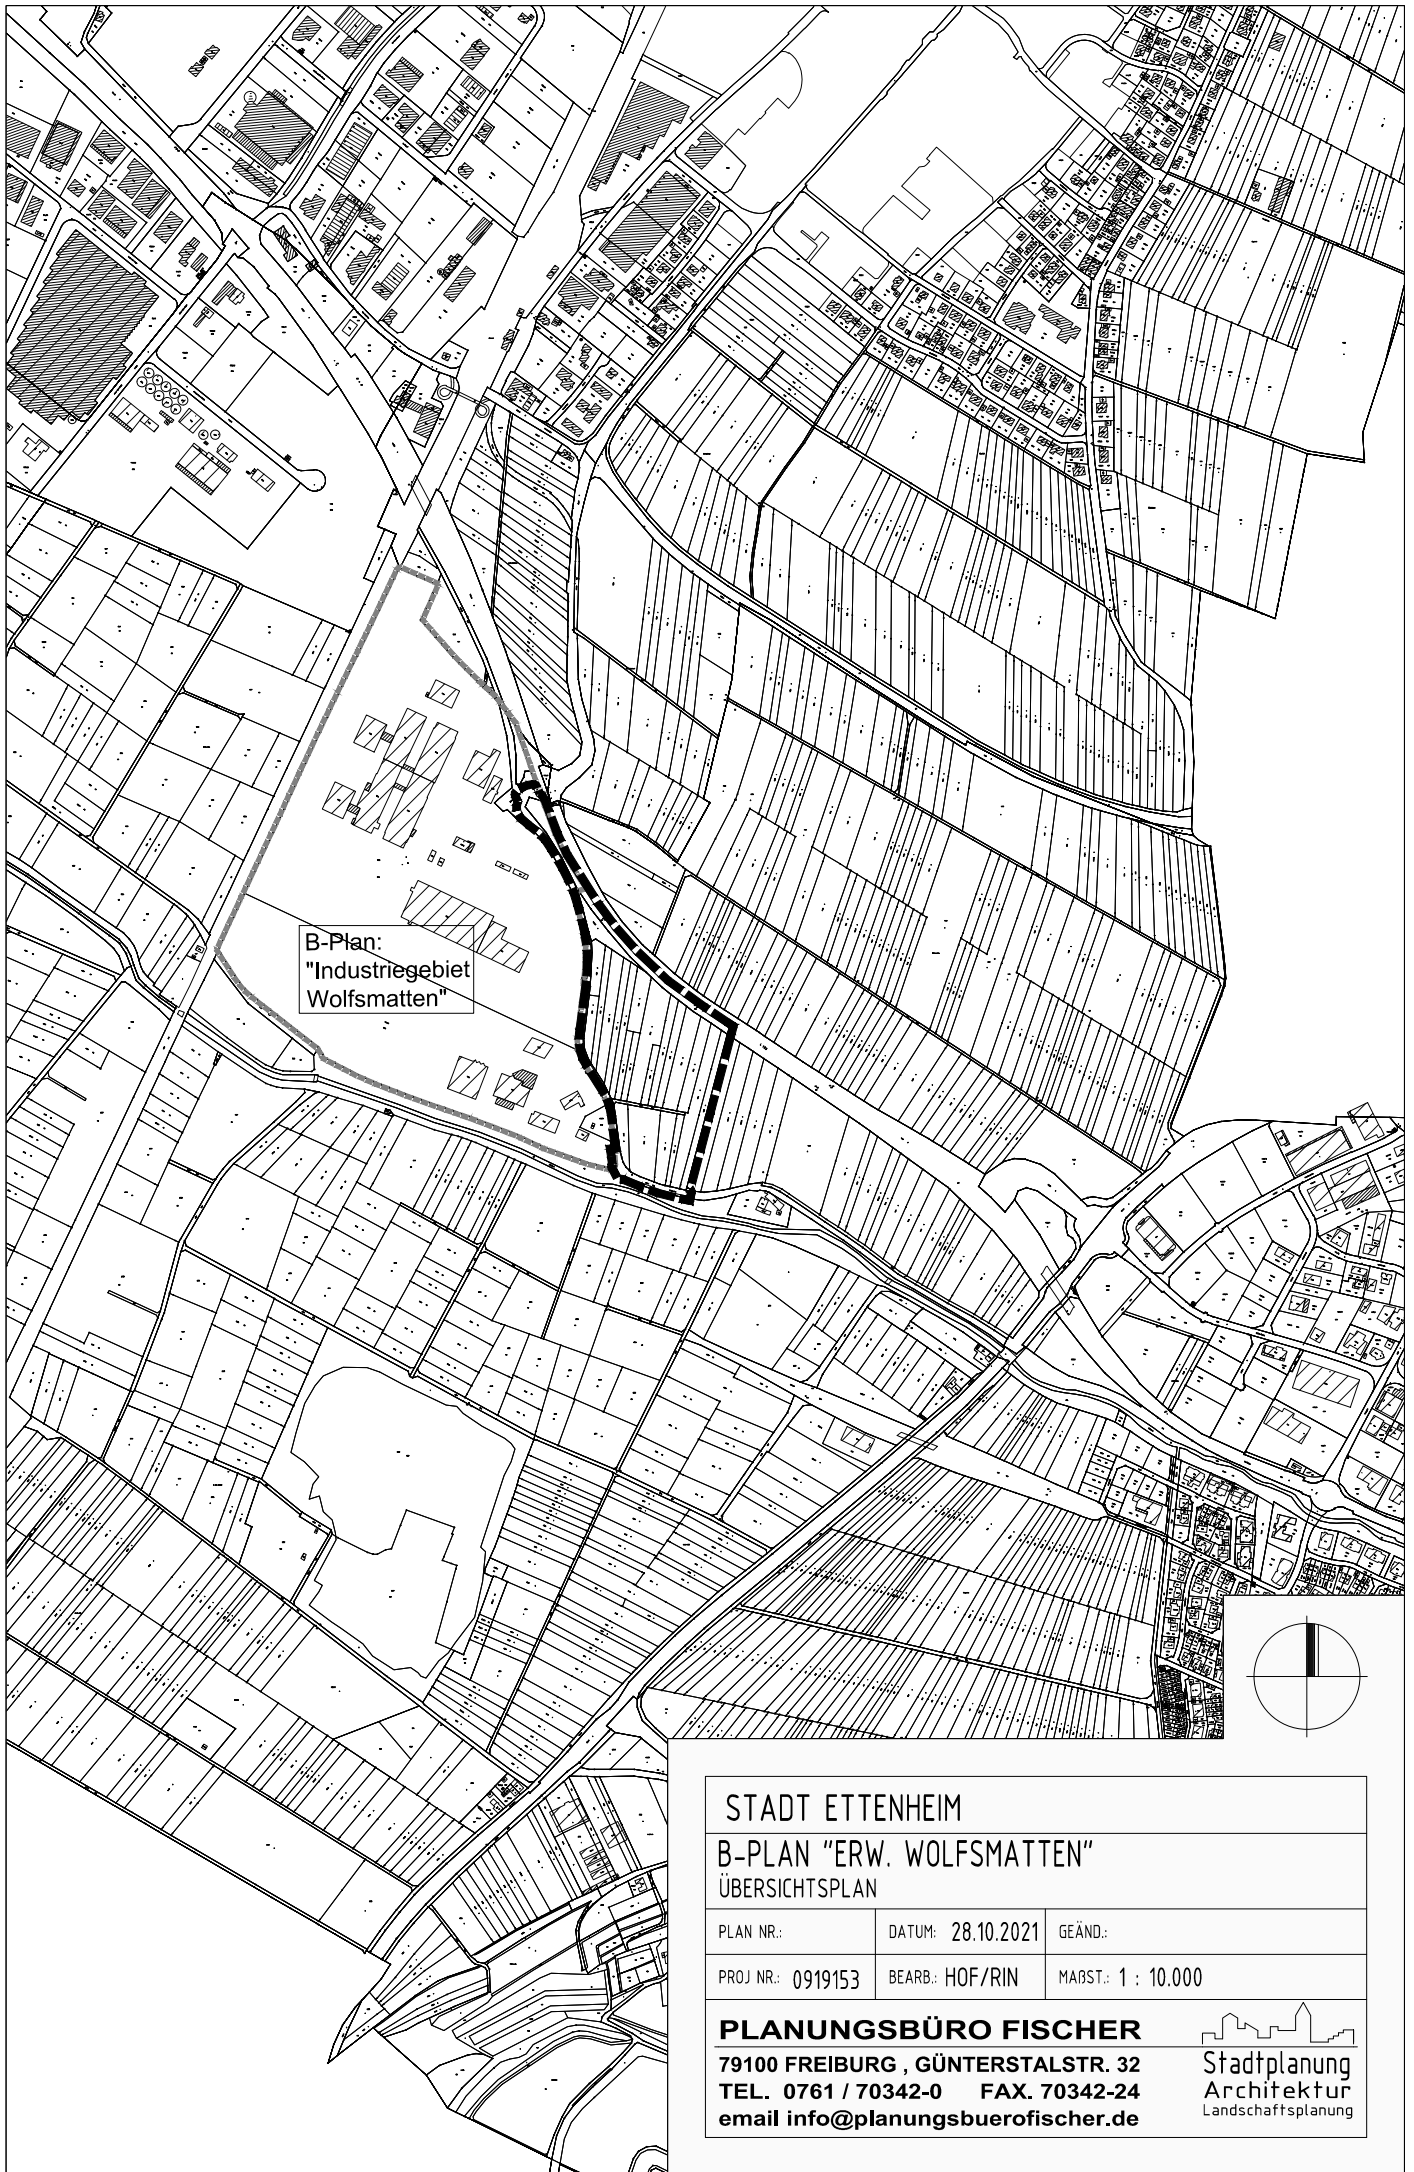 B-Plan:
"Industriegebiet
Wolfsmatten"
STADT ETTENHEIM
B-PLAN "ERW. WOLFSMATTEN"
ÜBERSICHTSPLAN
PLAN NR.: DATUM: 28.10.2021 GEÄND.:
PROJ NR.: 0919153 BEARB.: HOF/RIN MAßST.: 1 : 10.000
PLANUNGSBÜRO FISCHER
79100 FREIBURG , GÜNTERSTALSTR. 32
TEL. 0761 / 70342-0 FAX. 70342-24
email info@planungsbuerofischer.de
Stadtplanung
Architektur
Landschaftsplanung